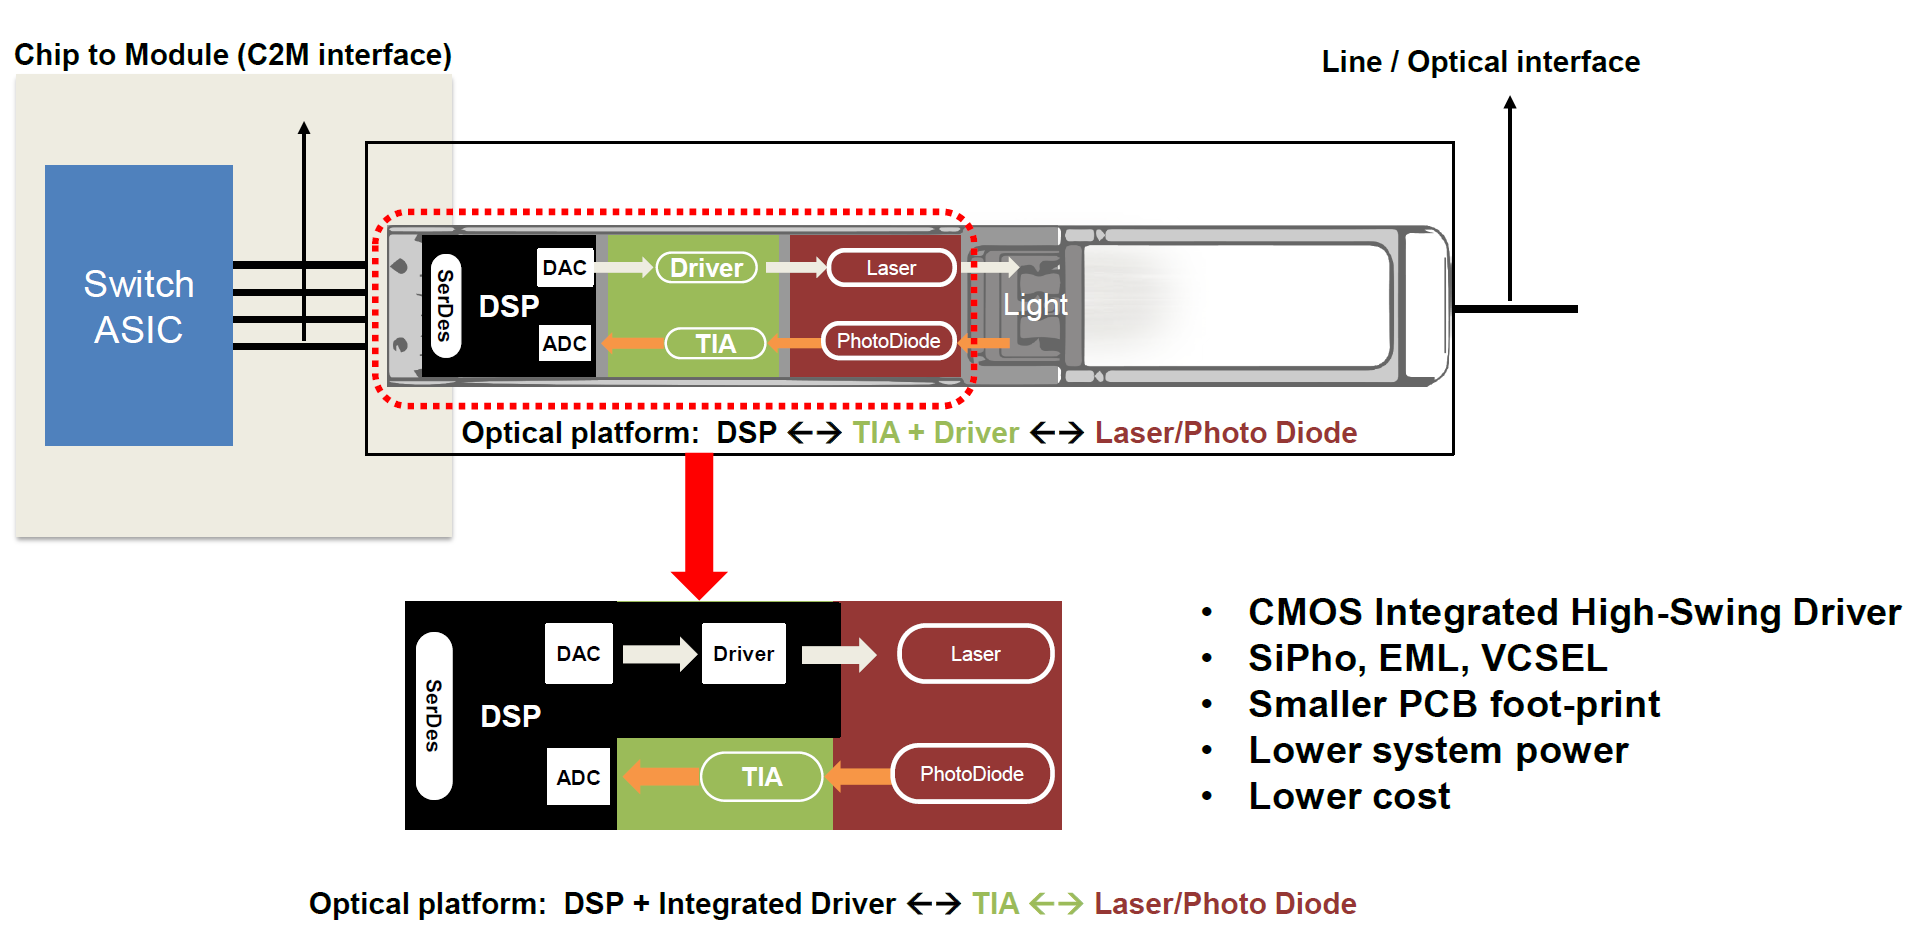 Chip to Module (C2M interface)
Line / Optical interface
Switch
ASIC
SerDes
DSP
DAC
Driver
Laser
Light
ADC
TIA
PhotoDiode
Optical platform: DSP ←→ TIA + Driver ←→ Laser/Photo Diode
SerDes
DSP
DAC
Driver
Laser
ADC
TIA
PhotoDiode
• CMOS Integrated High-Swing Driver
• SiPho, EML, VCSEL
• Smaller PCB foot-print
• Lower system power
• Lower cost
Optical platform: DSP + Integrated Driver ←→ TIA ←→ Laser/Photo Diode